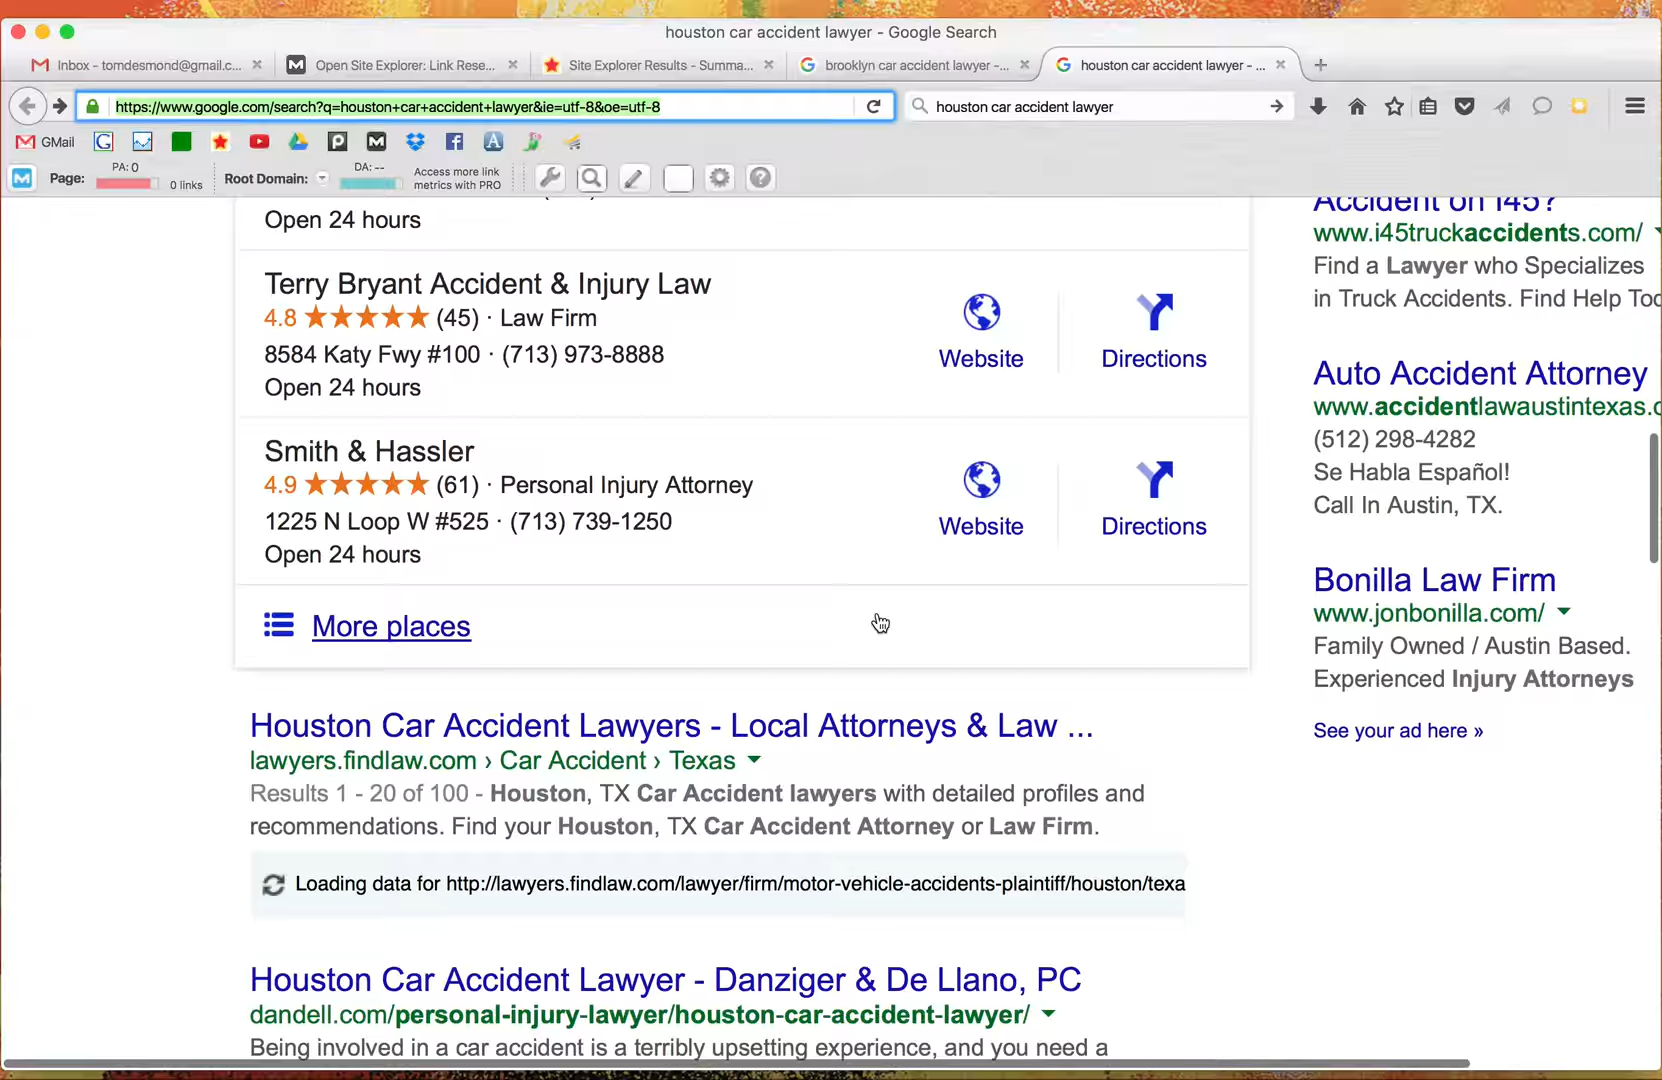 houston car accident lawyer - Google Search
Inbox - tomdesmond@gmail.c...
Open Site Explorer: Link Rese...
Site Explorer Results - Summa...
brooklyn car accident lawyer -...
houston car accident lawyer - ...
https://www.google.com/search?q=houston+car+accident+lawyer&ie=utf-8&oe=utf-8
houston car accident lawyer
GMail
Page:
PA: 0
0 links
Root Domain:
DA: --
Access more link
metrics with PRO
Open 24 hours
Terry Bryant Accident & Injury Law
4.8 (45) · Law Firm
8584 Katy Fwy #100 · (713) 973-8888
Open 24 hours
Website
Directions
Smith & Hassler
4.9 (61) · Personal Injury Attorney
1225 N Loop W #525 · (713) 739-1250
Open 24 hours
Website
Directions
More places
Houston Car Accident Lawyers - Local Attorneys & Law ...
lawyers.findlaw.com › Car Accident › Texas
Results 1 - 20 of 100 - Houston, TX Car Accident lawyers with detailed profiles and
recommendations. Find your Houston, TX Car Accident Attorney or Law Firm.
Loading data for http://lawyers.findlaw.com/lawyer/firm/motor-vehicle-accidents-plaintiff/houston/texa
Houston Car Accident Lawyer - Danziger & De Llano, PC
dandell.com/personal-injury-lawyer/houston-car-accident-lawyer/
Being involved in a car accident is a terribly upsetting experience, and you need a
Accident on I45?
www.i45truckaccidents.com/
Find a Lawyer who Specializes
in Truck Accidents. Find Help Too
Auto Accident Attorney
www.accidentlawaustintexas.c
(512) 298-4282
Se Habla Español!
Call In Austin, TX.
Bonilla Law Firm
www.jonbonilla.com/
Family Owned / Austin Based.
Experienced Injury Attorneys
See your ad here »